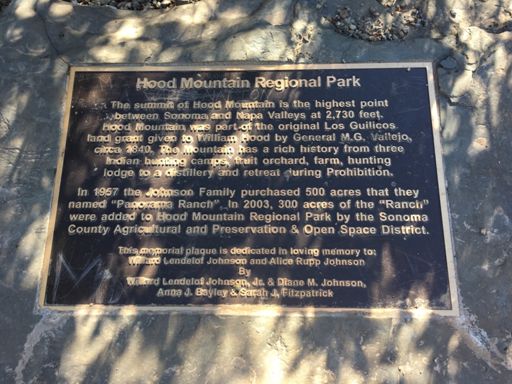 Hood Mountain Regional Park
The summit of Hood Mountain is the highest point
between Sonoma and Napa Valleys at 2,730 feet.
Hood Mountain was part of the original Los Guilicos
land grant given to William Hood by General M.G. Vallejo,
circa 1840. The Mountain has a rich history from three
Indian hunting camps, fruit orchard, farm, hunting
lodge to a distillery and retreat during Prohibition.
In 1957 the Johnson Family purchased 500 acres that they
named "Panorama Ranch". In 2003, 300 acres of the "Ranch"
were added to Hood Mountain Regional Park by the Sonoma
County Agricultural and Preservation & Open Space District.
This memorial plaque is dedicated in loving memory to:
Willard Lendelof Johnson and Alice Rupp Johnson
By
Willard Lendelof Johnson, Jr. & Diane M. Johnson,
Anna J. Bayley & Sarah J. Fitzpatrick